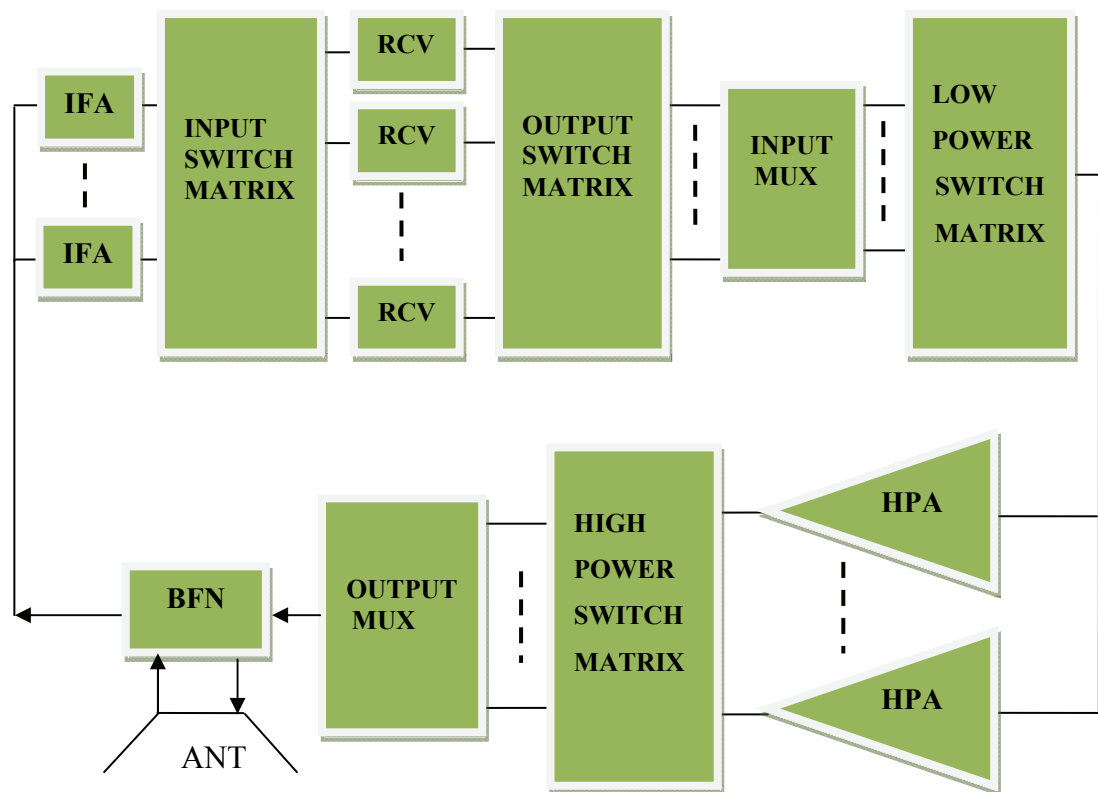 IFA
IFA
INPUT
SWITCH
MATRIX
RCV
RCV
RCV
OUTPUT
SWITCH
MATRIX
INPUT
MUX
LOW
POWER
SWITCH
MATRIX
HPA
HPA
HIGH
POWER
SWITCH
MATRIX
OUTPUT
MUX
BFN
ANT